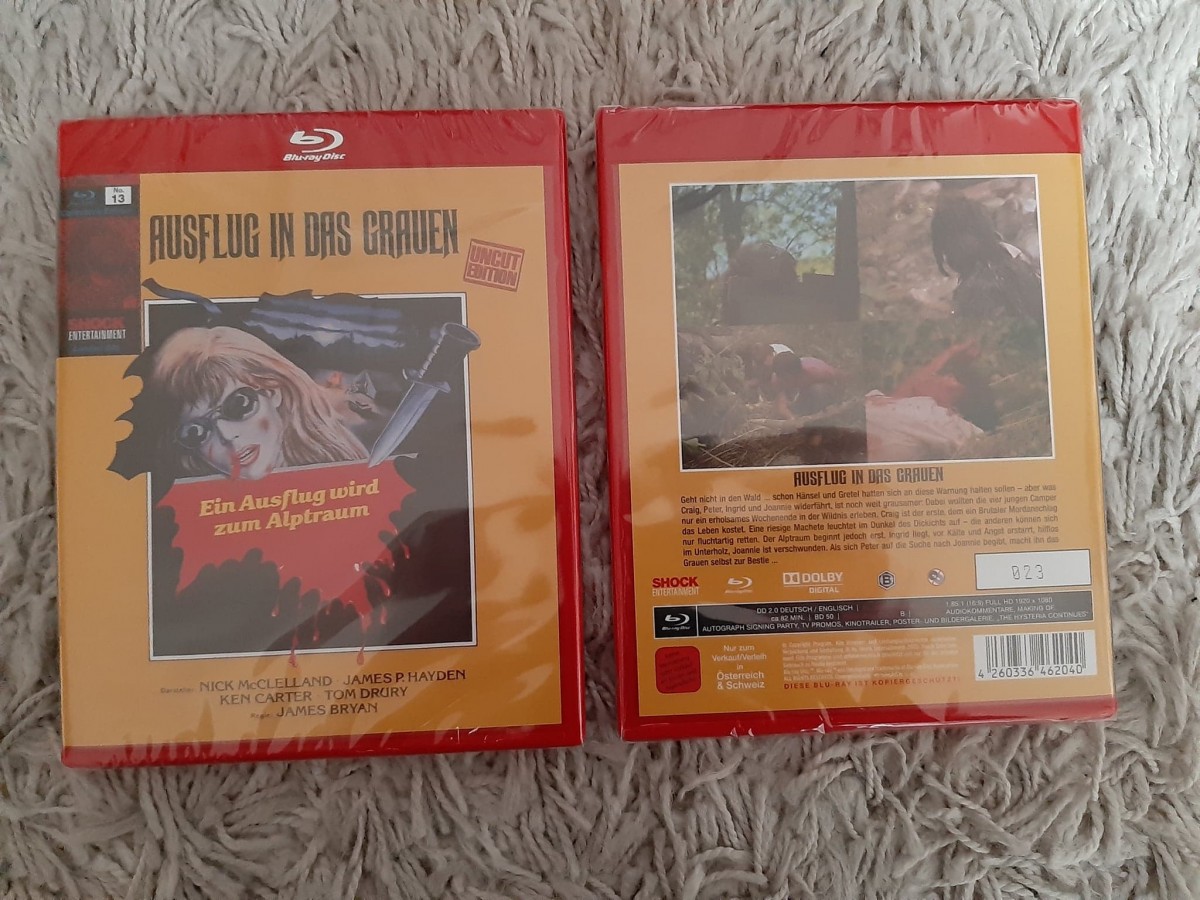 Blu-ray Disc
No.
13
AUSFLUG IN DAS GRAUEN
UNCUT
EDITION
SHOCK
ENTERTAINMENT
Ein Ausflug wird
zum Alptraum
NICK McCLELLAND · JAMES P. HAYDEN
KEN CARTER · TOM DRURY
Regie: JAMES BRYAN
AUSFLUG IN DAS GRAUEN
Geht nicht in den Wald ... schon Hänsel und Gretel hatten sich an diese Warnung halten sollen – aber was
Craig, Peter, Ingrid und Joannie widerfährt, ist noch weit grausamer: Dabei wollten die vier jungen Camper
nur ein erholsames Wochenende in der Wildnis erleben. Craig ist der erste, dem ein Brutaler Mordanschlag
das Leben kostet. Eine riesige Machete leuchtet im Dunkel des Dickichts auf – die anderen können sich
nur fluchtartig retten. Der Alptraum beginnt jedoch erst. Ingrid liegt, vor Kälte und Angst erstarrt, hilflos
im Unterholz, Joannie ist verschwunden. Als sich Peter auf die Suche nach Joannie begibt, macht ihn das
Grauen selbst zur Bestie ...
SHOCK
ENTERTAINMENT
Blu-ray Disc
DOLBY
DIGITAL
B
023
Blu-ray Disc
DD 2.0 DEUTSCH / ENGLISCH |
ca 82 MIN. | BD 50 |
B |
1,85:1 (16:9) FULL HD 1920 x 1080
AUDIOKOMMENTARE, MAKING OF
AUTOGRAPH SIGNING PARTY, TV PROMOS, KINOTRAILER, POSTER- UND BILDERGALERIE, „THE HYSTERIA CONTINUES"
Nur zum
Verkauf/Verleih
in
Österreich
& Schweiz
DIESE BLU-RAY IST KOPIERGESCHÜTZT!
4 260336 462040